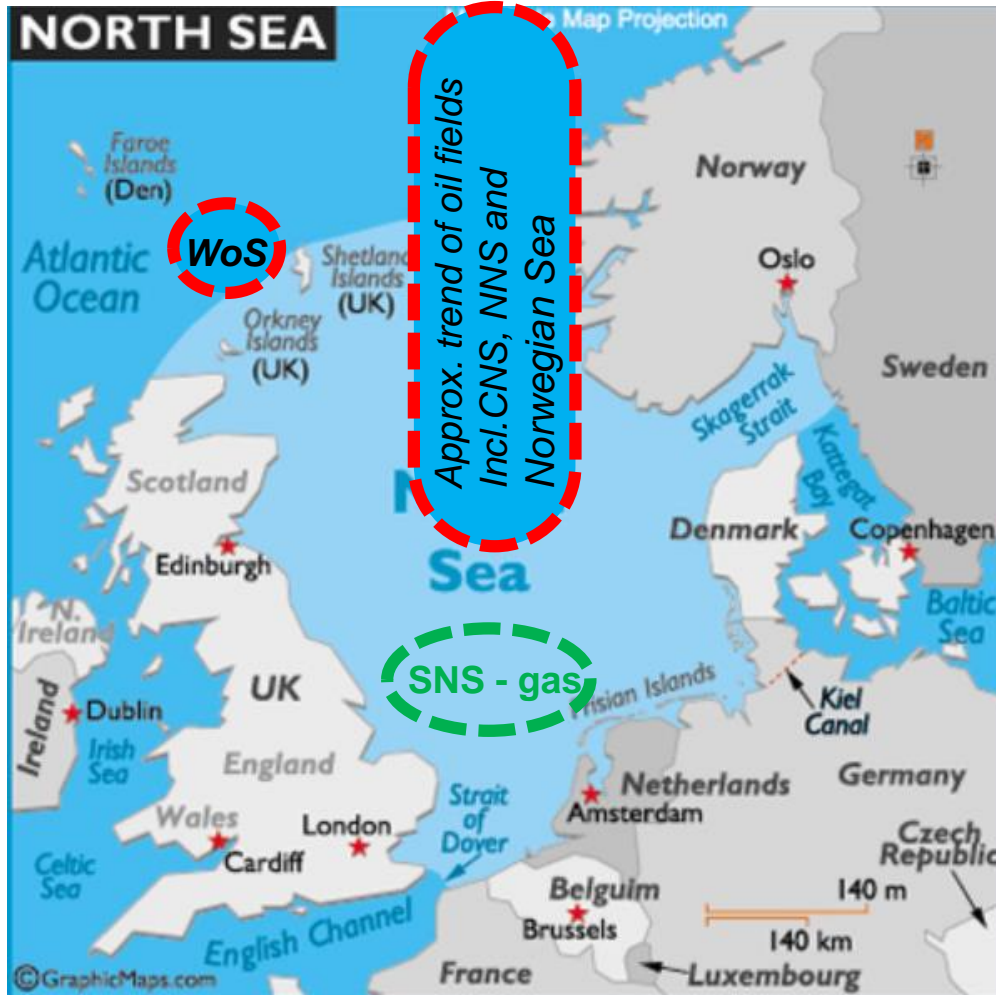 NORTH SEA
Map Projection
Faroe
Islands
(Den)
Atlantic
Ocean
WoS
Shetland
Islands
(UK)
Orkney
Islands
(UK)
Approx. trend of oil fields
Incl.CNS, NNS and
Norwegian Sea
Norway
Oslo
Sweden
Skagerrak
Strait
Kattegat
Bay
Scotland
Edinburgh
Sea
Denmark
Copenhagen
Baltic
Sea
N.
Ireland
Ireland
Dublin
Irish
Sea
UK
England
Wales
Cardiff
London
SNS - gas
Frisian Islands
Kiel
Canal
Netherlands
Amsterdam
Germany
Strait
of
Dover
Celtic
Sea
English Channel
Belguim
Brussels
Czech
Republic
140 m
140 km
Luxembourg
France
©GraphicMaps.com